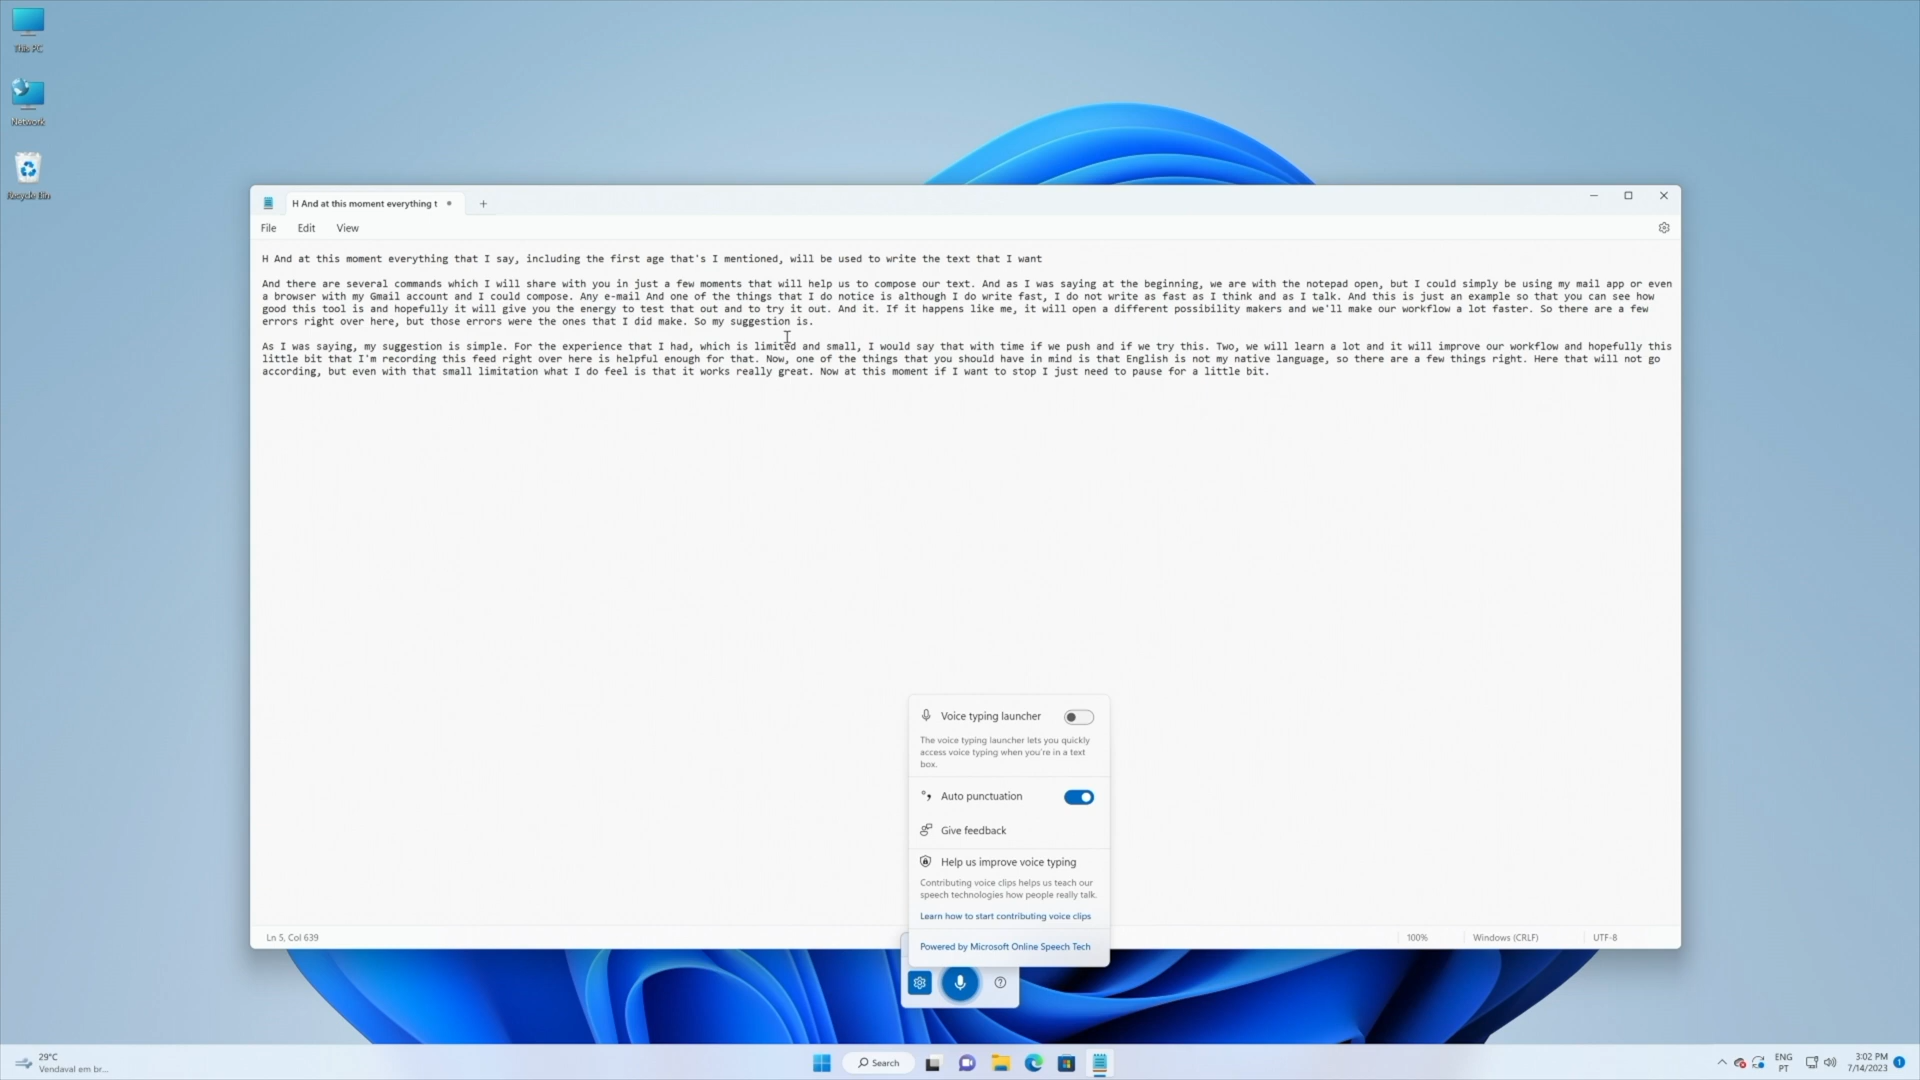 This PC
Network
Recycle Bin
H And at this moment everything t
File Edit View
H And at this moment everything that I say, including the first age that's I mentioned, will be used to write the text that I want
And there are several commands which I will share with you in just a few moments that will help us to compose our text. And as I was saying at the beginning, we are with the notepad open, but I could simply be using my mail app or even
a browser with my Gmail account and I could compose. Any e-mail And one of the things that I do notice is although I do write fast, I do not write as fast as I think and as I talk. And this is just an example so that you can see how
good this tool is and hopefully it will give you the energy to test that out and to try it out. And it. If it happens like me, it will open a different possibility makers and we'll make our workflow a lot faster. So there are a few
errors right over here, but those errors were the ones that I did make. So my suggestion is.
As I was saying, my suggestion is simple. For the experience that I had, which is limited and small, I would say that with time if we push and if we try this. Two, we will learn a lot and it will improve our workflow and hopefully this
little bit that I'm recording this feed right over here is helpful enough for that. Now, one of the things that you should have in mind is that English is not my native language, so there are a few things right. Here that will not go
according, but even with that small limitation what I do feel is that it works really great. Now at this moment if I want to stop I just need to pause for a little bit.
Voice typing launcher
The voice typing launcher lets you quickly
access voice typing when you're in a text
box.
Auto punctuation
Give feedback
Help us improve voice typing
Contributing voice clips helps us teach our
speech technologies how people really talk.
Learn how to start contributing voice clips
Powered by Microsoft Online Speech Tech
Ln 5, Col 639
100%
Windows (CRLF)
UTF-8
29°C
Vendaval em br...
Search
ENG
PT
3:02 PM
7/14/2023
1